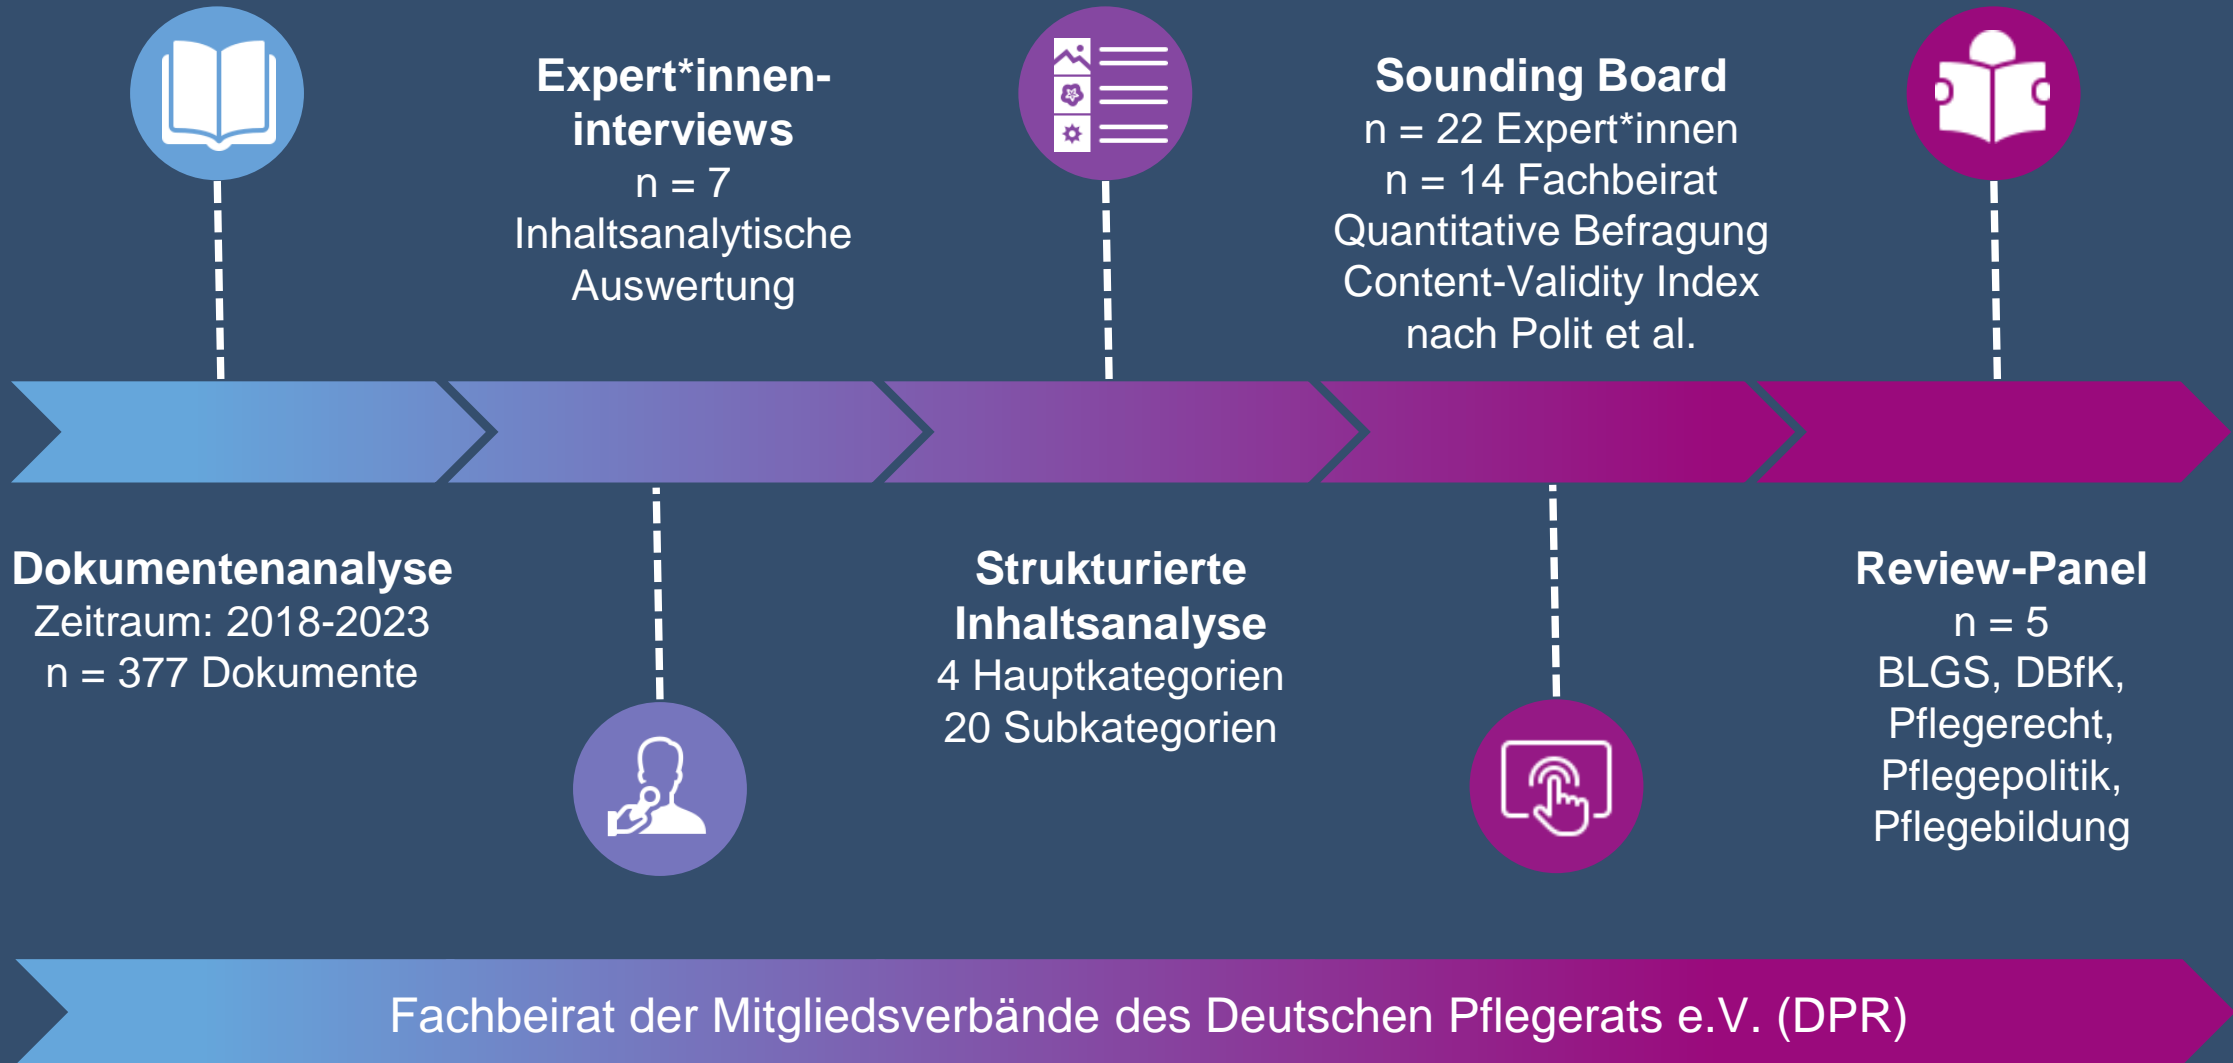 Expert*innen-
interviews
n = 7
Inhaltsanalytische
Auswertung
Sounding Board
n = 22 Expert*innen
n = 14 Fachbeirat
Quantitative Befragung
Content-Validity Index
nach Polit et al.
Dokumentenanalyse
Zeitraum: 2018-2023
n = 377 Dokumente
Strukturierte
Inhaltsanalyse
4 Hauptkategorien
20 Subkategorien
Review-Panel
n = 5
BLGS, DBfK,
Pflegerecht,
Pflegepolitik,
Pflegebildung
Fachbeirat der Mitgliedsverbände des Deutschen Pflegerats e.V. (DPR)